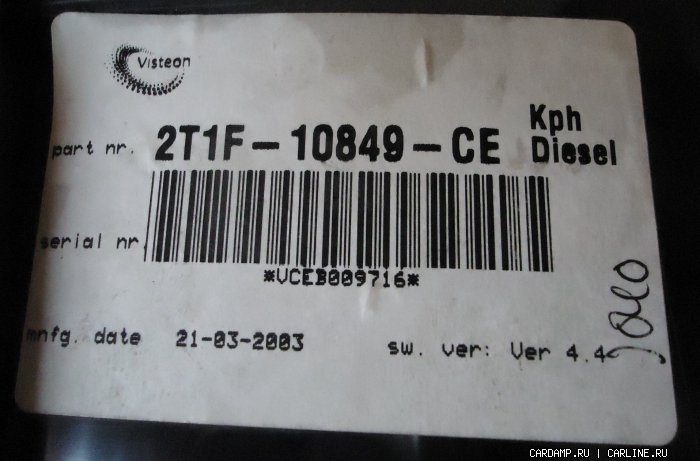 Visteon
part nr. 2T1F-10849-CE Kph
Diesel
serial nr.
*VCEB009716*
mnfg. date 21-03-2003 sw. ver: Ver 4.4
CARDAMP.RU | CARLINE.RU